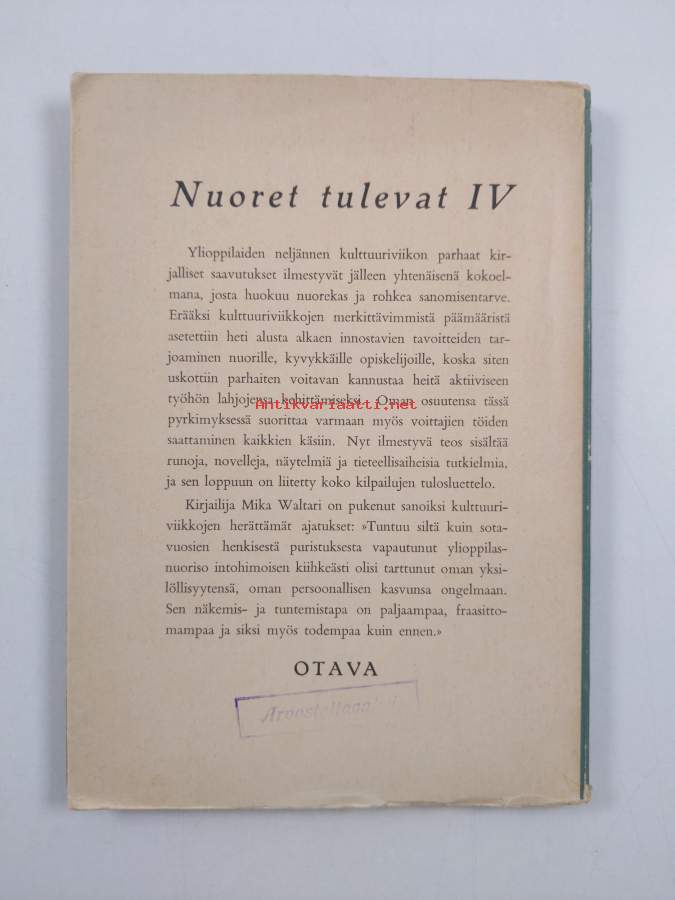 Nuoret tulevat IV
Ylioppilaiden neljännen kulttuuriviikon parhaat kir-
jalliset saavutukset ilmestyvät jälleen yhtenäisenä kokoel-
mana, josta huokuu nuorekas ja rohkea sanomisentarve.
Erääksi kulttuuriviikkojen merkittävimmistä päämääristä
asetettiin heti alusta alkaen innostavien tavoitteiden tar-
joaminen nuorille, kyvykkäille opiskelijoille, koska siten
uskottiin parhaiten voitavan kannustaa heitä aktiiviseen
työhön lahjojensa kehittämiseksi. Oman osuutensa tässä
Antikvariaatti.net
pyrkimyksessä suorittaa varmaan myös voittajien töiden
saattaminen kaikkien käsiin. Nyt ilmestyvä teos sisältää
runoja, novelleja, näytelmiä ja tieteellisaiheisia tutkielmia,
ja sen loppuun on liitetty koko kilpailujen tulosluettelo.
Kirjailija Mika Waltari on pukenut sanoiksi kulttuuri-
viikkojen herättämät ajatukset: »Tuntuu siltä kuin sota-
vuosien henkisestä puristuksesta vapautunut ylioppilas-
nuoriso intohimoisen kiihkeästi olisi tarttunut oman yksi-
löllisyytensä, oman persoonallisen kasvunsa ongelmaan.
Sen näkemis- ja tuntemistapa on paljaampaa, fraasitto-
mampaa ja siksi myös todempaa kuin ennen.»
OTAVA